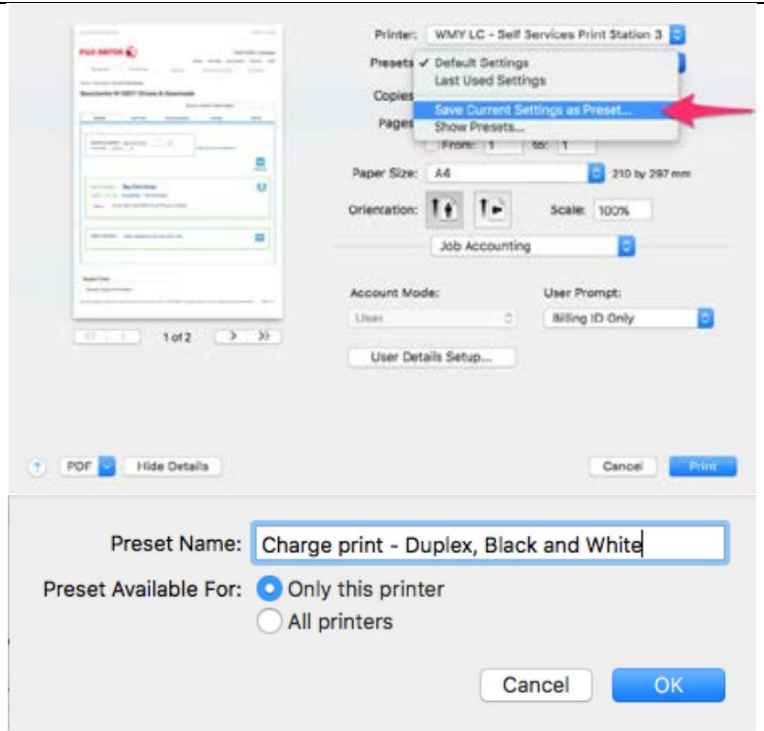 FUJI XEROX
Printer: WMY LC - Self Services Print Station 3
Presets ✓ Default Settings
Last Used Settings
Copies
Save Current Settings as Preset...
Pages
Show Presets...
From: 1 to: 1
Paper Size: A4 210 by 297 mm
Orientation: Scale: 100%
Job Accounting
Account Mode: User Prompt:
User Billing ID Only
1 of 2
User Details Setup...
? PDF Hide Details Cancel Print
Preset Name: Charge print - Duplex, Black and White
Preset Available For: Only this printer
All printers
Cancel OK